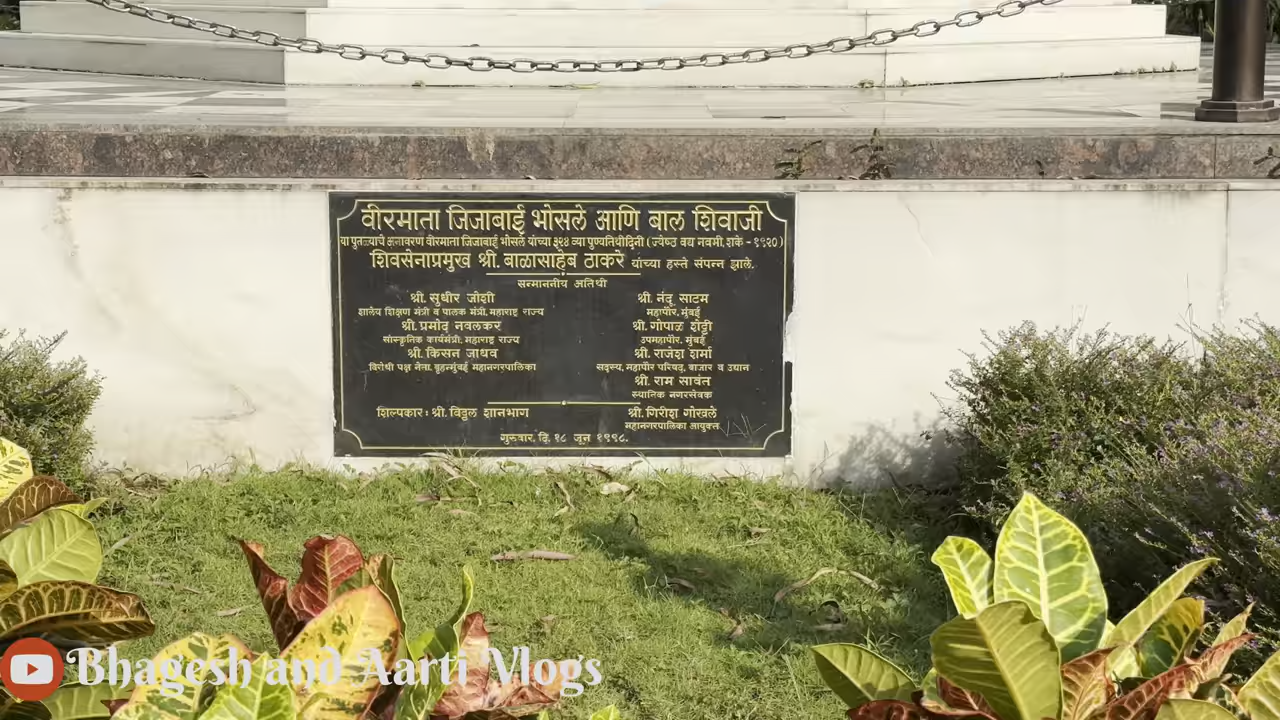 वीरमाता जिजाबाई भोसले आणि बाल शिवाजी
या पुतळ्याचे अनावरण वीरमाता जिजाबाई भोसले यांच्या ३२४ व्या पुण्यतिथीदिनी (ज्येष्ठ वद्य नवमी, शके - १९२०)
शिवसेनाप्रमुख श्री. बाळासाहेब ठाकरे यांच्या हस्ते संपन्न झाले.
सन्माननीय अतिथी
श्री. सुधीर जोशी
शालेय शिक्षण मंत्री व पालक मंत्री, महाराष्ट्र राज्य
श्री. प्रमोद नवलकर
सांस्कृतिक कार्यमंत्री, महाराष्ट्र राज्य
श्री. किसन जाधव
विरोधी पक्ष नेता, बृहन्मुंबई महानगरपालिका
श्री. नंदू साटम
महापौर, मुंबई
श्री. गोपाळ शेट्टी
उपमहापौर, मुंबई
श्री. राजेश शर्मा
सदस्य, महापौर परिषद, बाजार व उद्यान
श्री. राम सावंत
स्थानिक नगरसेवक
शिल्पकार : श्री. विठ्ठल शानभाग
श्री. गिरीश गोखले
महानगरपालिका आयुक्त
गुरुवार, दि. १८ जून १९९८.
Bhagesh and Aarti Vlogs